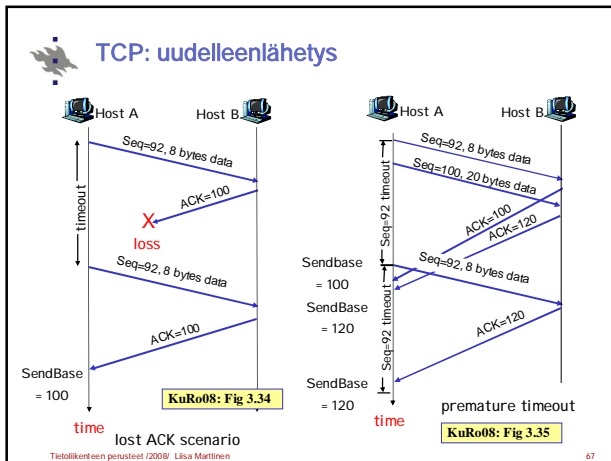 TCP: uudelleenlähetys
Host A
Host B
Seq=92, 8 bytes data
timeout
ACK=100
X
loss
Seq=92, 8 bytes data
ACK=100
SendBase
= 100
KuRo08: Fig 3.34
time
lost ACK scenario
Host A
Host B
Seq=92, 8 bytes data
Seq=100, 20 bytes data
Seq=92 timeout
ACK=100
ACK=120
Sendbase
= 100
SendBase
= 120
Seq=92, 8 bytes data
Seq=92 timeout
ACK=120
SendBase
= 120
time
premature timeout
KuRo08: Fig 3.35
Tietoliikenteen perusteet /2008/ Liisa Marttinen
67